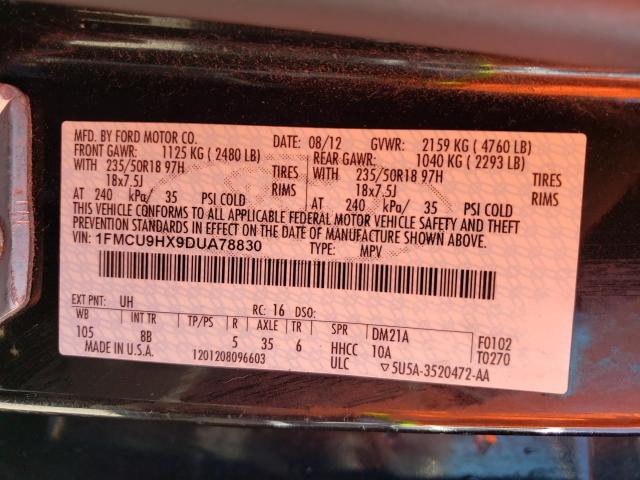 MFD. BY FORD MOTOR CO. DATE: 08/12 GVWR: 2159 KG ( 4760 LB)
FRONT GAWR: 1125 KG ( 2480 LB) REAR GAWR: 1040 KG ( 2293 LB)
WITH 235/50R18 97H TIRES WITH 235/50R18 97H TIRES
18x7.5J RIMS 18x7.5J RIMS
AT 240 kPa/ 35 PSI COLD AT 240 kPa/ 35 PSI COLD
THIS VEHICLE CONFORMS TO ALL APPLICABLE FEDERAL MOTOR VEHICLE SAFETY AND THEFT
PREVENTION STANDARDS IN EFFECT ON THE DATE OF MANUFACTURE SHOWN ABOVE.
VIN: 1FMCU9HX9DUA78830 TYPE: MPV
EXT PNT: UH RC: 16 DSO:
WB INT TR TP/PS R AXLE TR SPR DM21A F0102
105 8B 5 35 6 HHCC 10A T0270
MADE IN U.S.A. 1201208096603 ULC ▽5U5A-3520472-AA